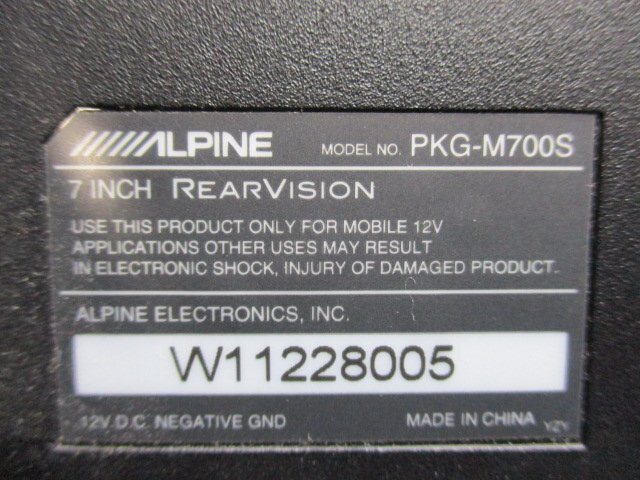 ALPINE MODEL NO. PKG-M700S
7 INCH REARVISION
USE THIS PRODUCT ONLY FOR MOBILE 12V
APPLICATIONS OTHER USES MAY RESULT
IN ELECTRONIC SHOCK, INJURY OF DAMAGED PRODUCT.
ALPINE ELECTRONICS, INC.
W11228005
12V D.C. NEGATIVE GND MADE IN CHINA YZY